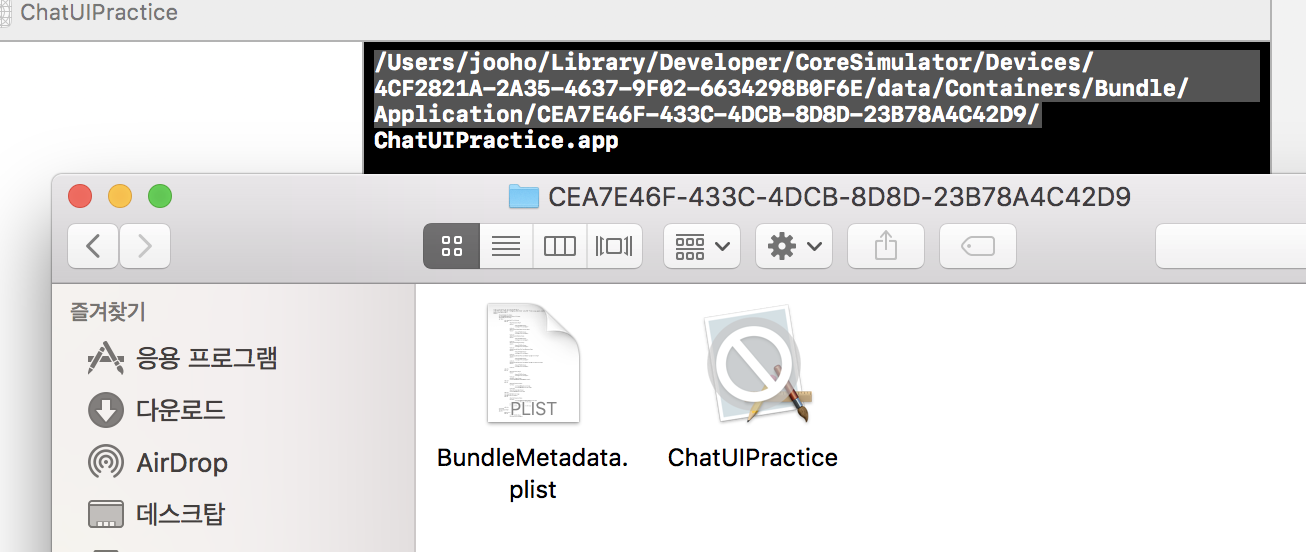 ChatUIPractice
/Users/jooho/Library/Developer/CoreSimulator/Devices/
4CF2821A-2A35-4637-9F02-6634298B0F6E/data/Containers/Bundle/
Application/CEA7E46F-433C-4DCB-8D8D-23B78A4C42D9/
ChatUIPractice.app
CEA7E46F-433C-4DCB-8D8D-23B78A4C42D9
즐겨찾기
응용 프로그램
다운로드
AirDrop
데스크탑
PLIST
BundleMetadata.
plist
ChatUIPractice